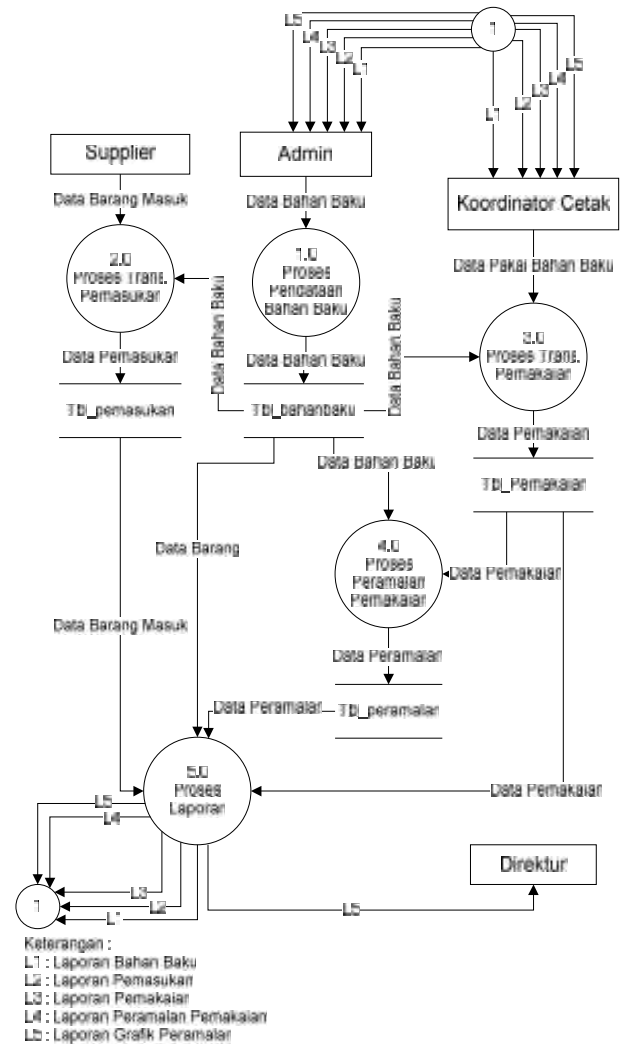 L5
L4
L3
L2
L1
1
L1
L2
L3
L4
L5
Supplier
Admin
Koordinator Cetak
Data Barang Masuk
Data Bahan Baku
Data Pakai Bahan Baku
2.0
Proses Trans.
Pemasukan
1.0
Proses
Pendataan
Bahan Baku
3.0
Proses Trans.
Pemakaian
Data Bahan Baku
Data Bahan Baku
Data Pemasukan
Data Bahan Baku
Data Pemakaian
Tbl_pemasukan
Tbl_bahanbaku
Tbl_Pemakaian
Data Bahan Baku
Data Barang
4.0
Proses
Peramalan
Pemakaian
Data Pemakaian
Data Barang Masuk
Data Peramalan
Data Peramalan
Tbl_peramalan
5.0
Proses
Laporan
Data Pemakaian
L5
L4
L3
L2
L1
1
L5
Direktur
Keterangan :
L1 : Laporan Bahan Baku
L2 : Laporan Pemasukan
L3 : Laporan Pemakaian
L4 : Laporan Peramalan Pemakaian
L5 : Laporan Grafik Peramalan